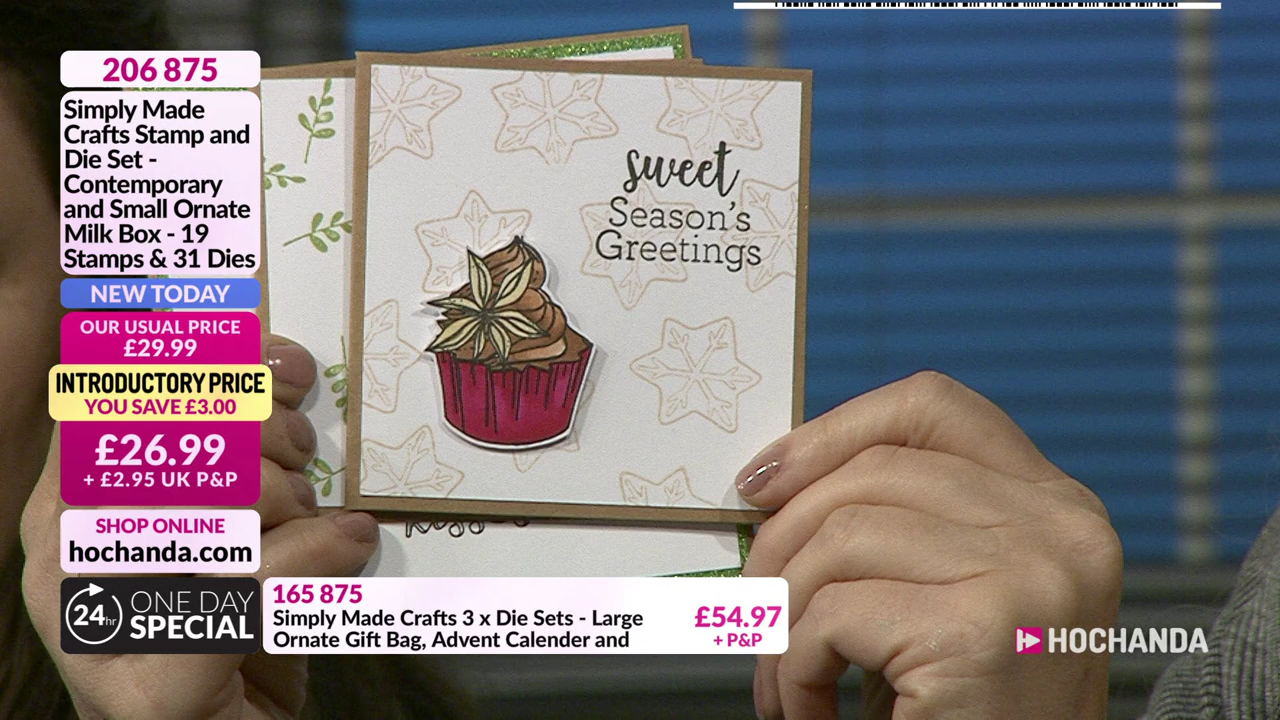 206 875
Simply Made
Crafts Stamp and
Die Set -
Contemporary
and Small Ornate
Milk Box - 19
Stamps & 31 Dies
NEW TODAY
OUR USUAL PRICE
£29.99
INTRODUCTORY PRICE
YOU SAVE £3.00
£26.99
+ £2.95 UK P&P
SHOP ONLINE
hochanda.com
24hr
ONE DAY
SPECIAL
165 875
Simply Made Crafts 3 x Die Sets - Large
Ornate Gift Bag, Advent Calender and
£54.97
+ P&P
sweet
Season's
Greetings
HOCHANDA